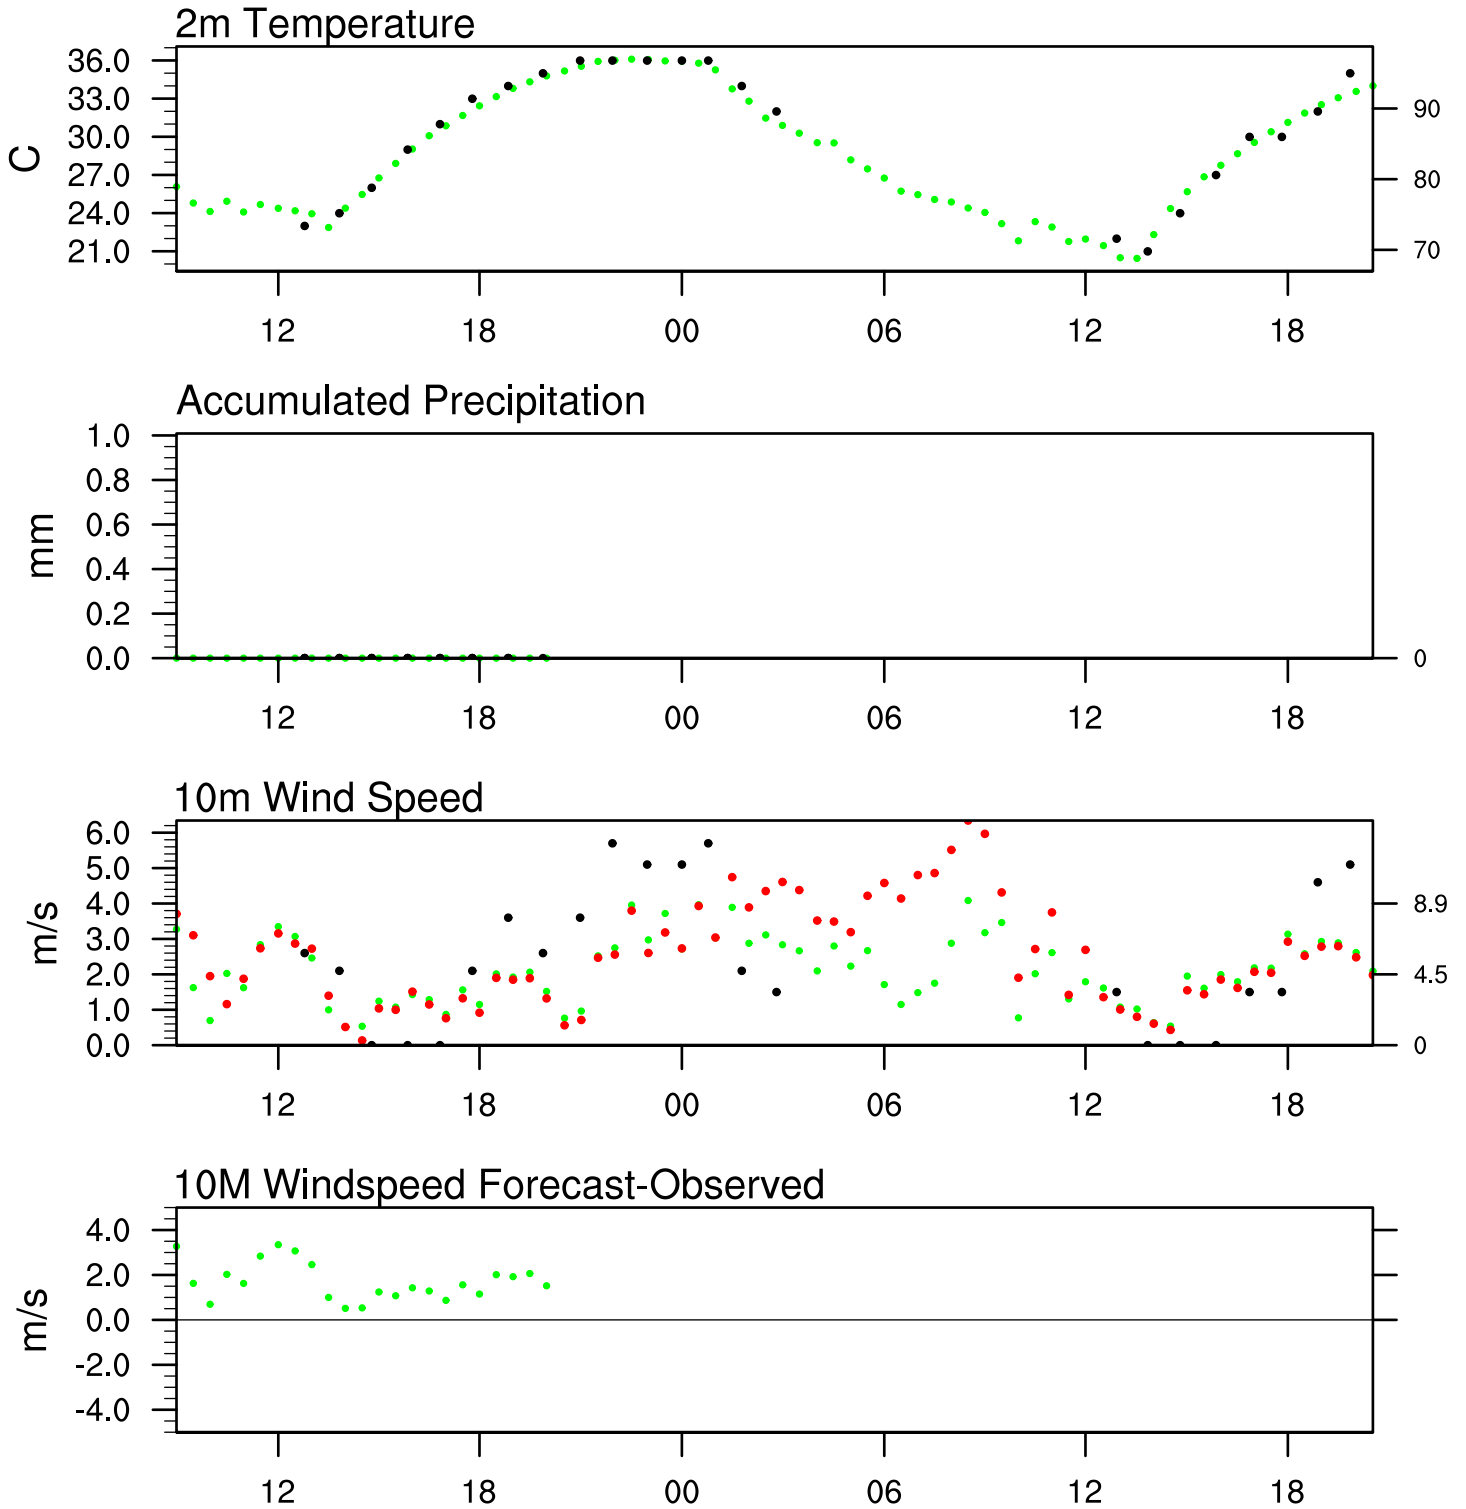 2m Temperature
36.0
33.0
90
30.0
C
27.0
80
24.0
21.0
70
12 18 00 06 12 18
Accumulated Precipitation
1.0
0.8
0.6
mm
0.4
0.2
0.0
0
12 18 00 06 12 18
10m Wind Speed
6.0
5.0
4.0
8.9
m/s
3.0
2.0
4.5
1.0
0.0
0
12 18 00 06 12 18
10M Windspeed Forecast-Observed
4.0
2.0
m/s
0.0
-2.0
-4.0
12 18 00 06 12 18